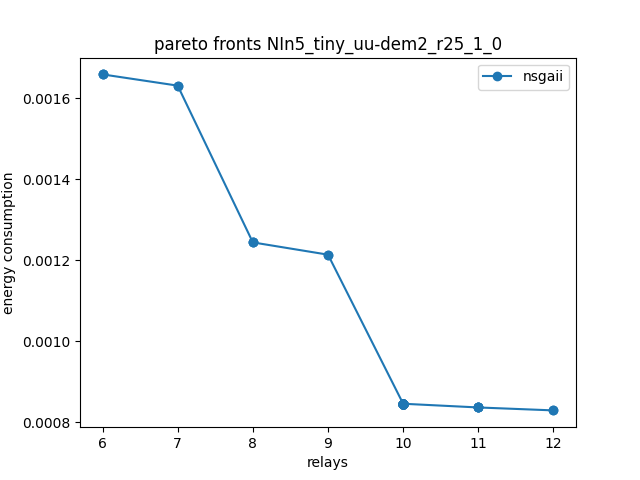 pareto fronts NIn5_tiny_uu-dem2_r25_1_0
nsgaii
energy consumption
0.0016
0.0014
0.0012
0.0010
0.0008
6 7 8 9 10 11 12
relays